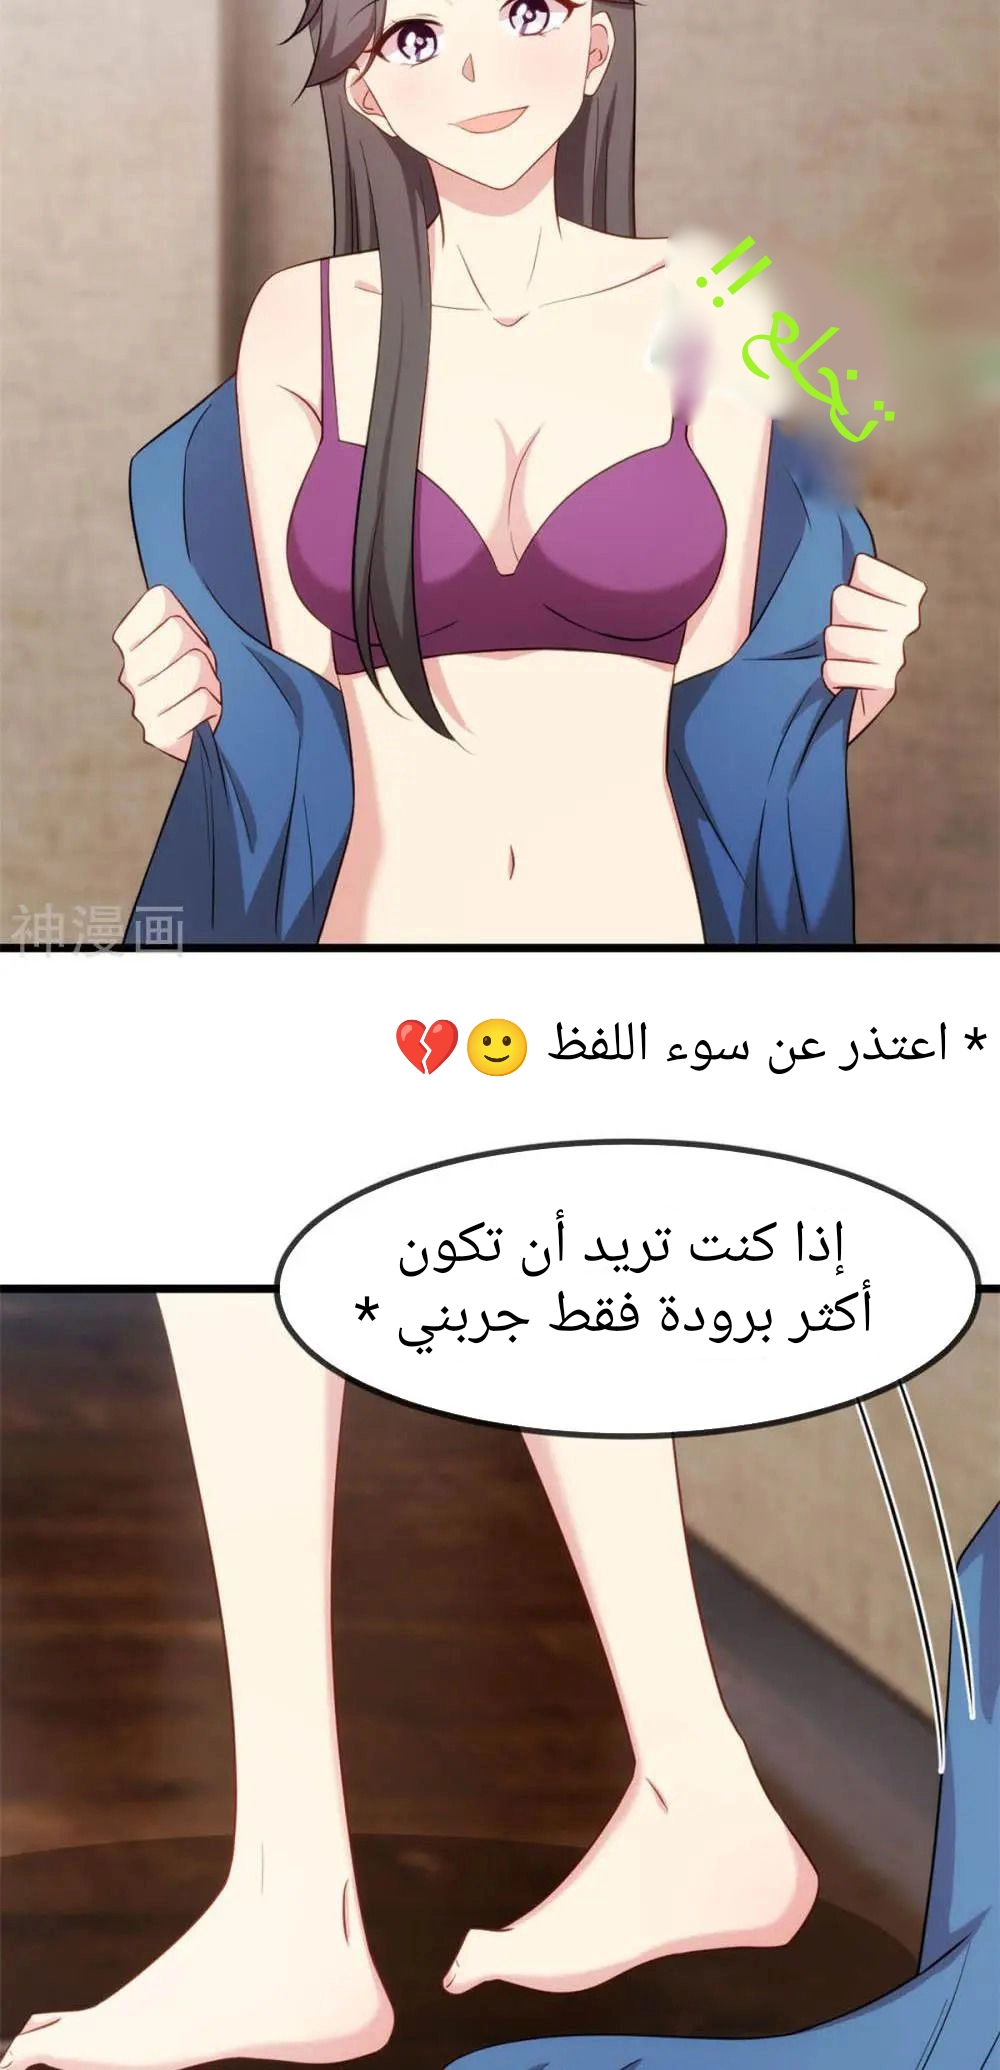 تخلع !!
神漫画
* اعتذر عن سوء اللفظ 🙂💔
إذا كنت تريد أن تكون
أكثر برودة فقط جربني *